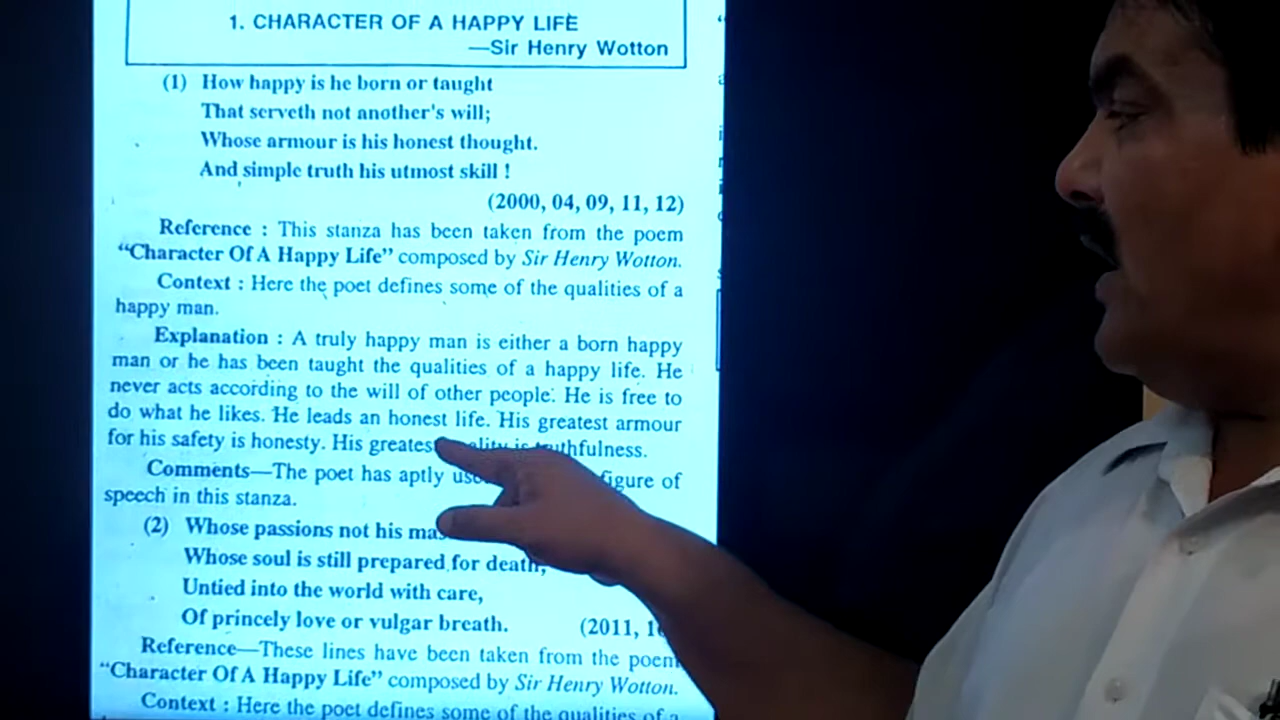 1. CHARACTER OF A HAPPY LIFE
—Sir Henry Wotton
(1) How happy is he born or taught
That serveth not another's will;
Whose armour is his honest thought.
And simple truth his utmost skill !
(2000, 04, 09, 11, 12)
Reference : This stanza has been taken from the poem
“Character Of A Happy Life” composed by Sir Henry Wotton.
Context : Here the poet defines some of the qualities of a
happy man.
Explanation : A truly happy man is either a born happy
man or he has been taught the qualities of a happy life. He
never acts according to the will of other people. He is free to
do what he likes. He leads an honest life. His greatest armour
for his safety is honesty. His greatest is truthfulness.
Comments—The poet has aptly figure of
speech in this stanza.
(2) Whose passions not his
Whose soul is still prepared for death,
Untied into the world with care,
Of princely love or vulgar breath. (2011,
Reference—These lines have been taken from the poem
“Character Of A Happy Life” composed by Sir Henry Wotton.
Context : Here the poet defines some of the qualities of a